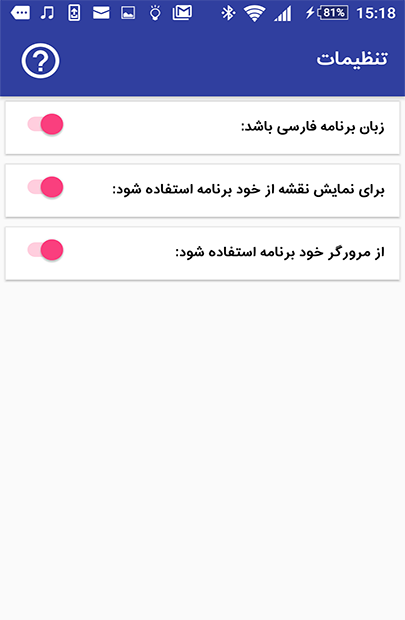 81% 15:18
تنظیمات
زبان برنامه فارسی باشد:
برای نمایش نقشه از خود برنامه استفاده شود:
از مرورگر خود برنامه استفاده شود: